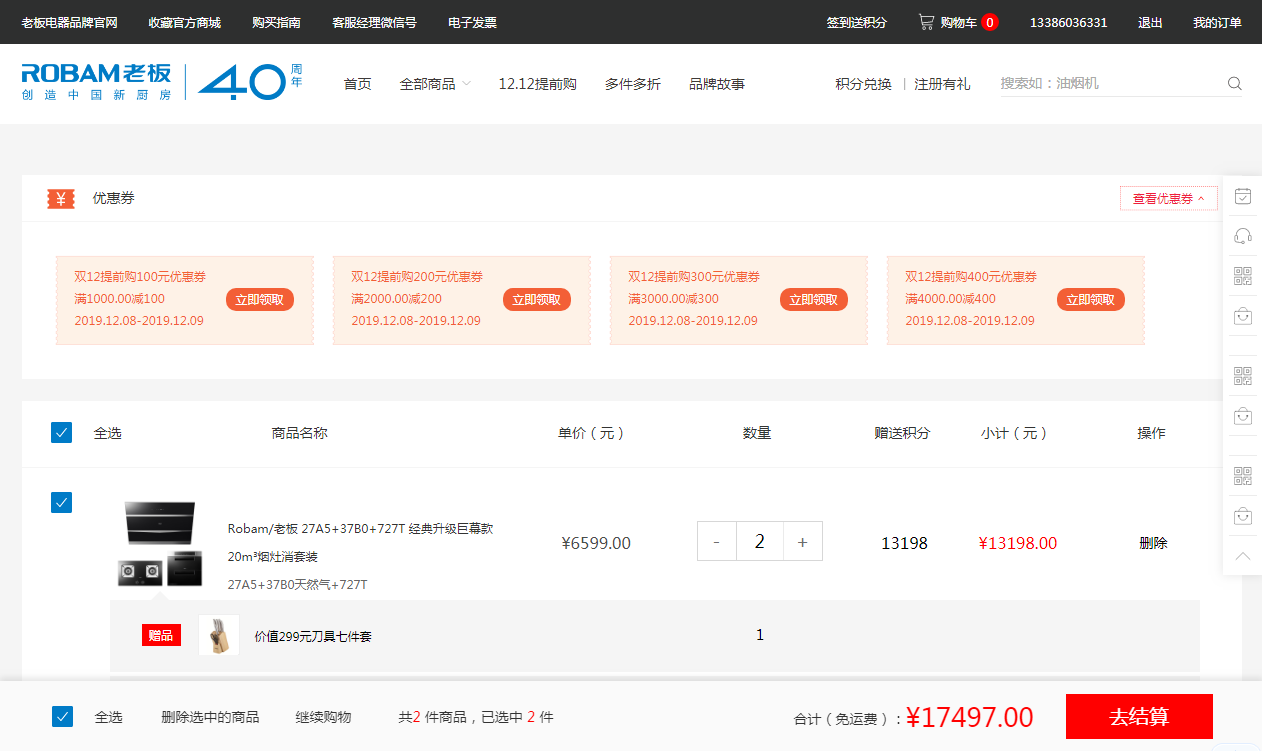 老板电器品牌官网 收藏官方商城 购买指南 客服经理微信号 电子发票 签到送积分 购物车 0 13386036331 退出 我的订单
ROBAM老板 40 周年
创造中国新厨房
首页 全部商品 12.12提前购 多件多折 品牌故事 积分兑换 | 注册有礼 搜索如：油烟机
¥ 优惠券 查看优惠券
双12提前购100元优惠券
满1000.00减100
2019.12.08-2019.12.09
立即领取
双12提前购200元优惠券
满2000.00减200
2019.12.08-2019.12.09
立即领取
双12提前购300元优惠券
满3000.00减300
2019.12.08-2019.12.09
立即领取
双12提前购400元优惠券
满4000.00减400
2019.12.08-2019.12.09
立即领取
全选 商品名称 单价（元） 数量 赠送积分 小计（元） 操作
Robam/老板 27A5+37B0+727T 经典升级巨幕款
20m³烟灶消套装
27A5+37B0天然气+727T
¥6599.00 - 2 + 13198 ¥13198.00 删除
赠品 价值299元刀具七件套 1
全选 删除选中的商品 继续购物 共2 件商品，已选中 2 件 合计（免运费）：¥17497.00 去结算